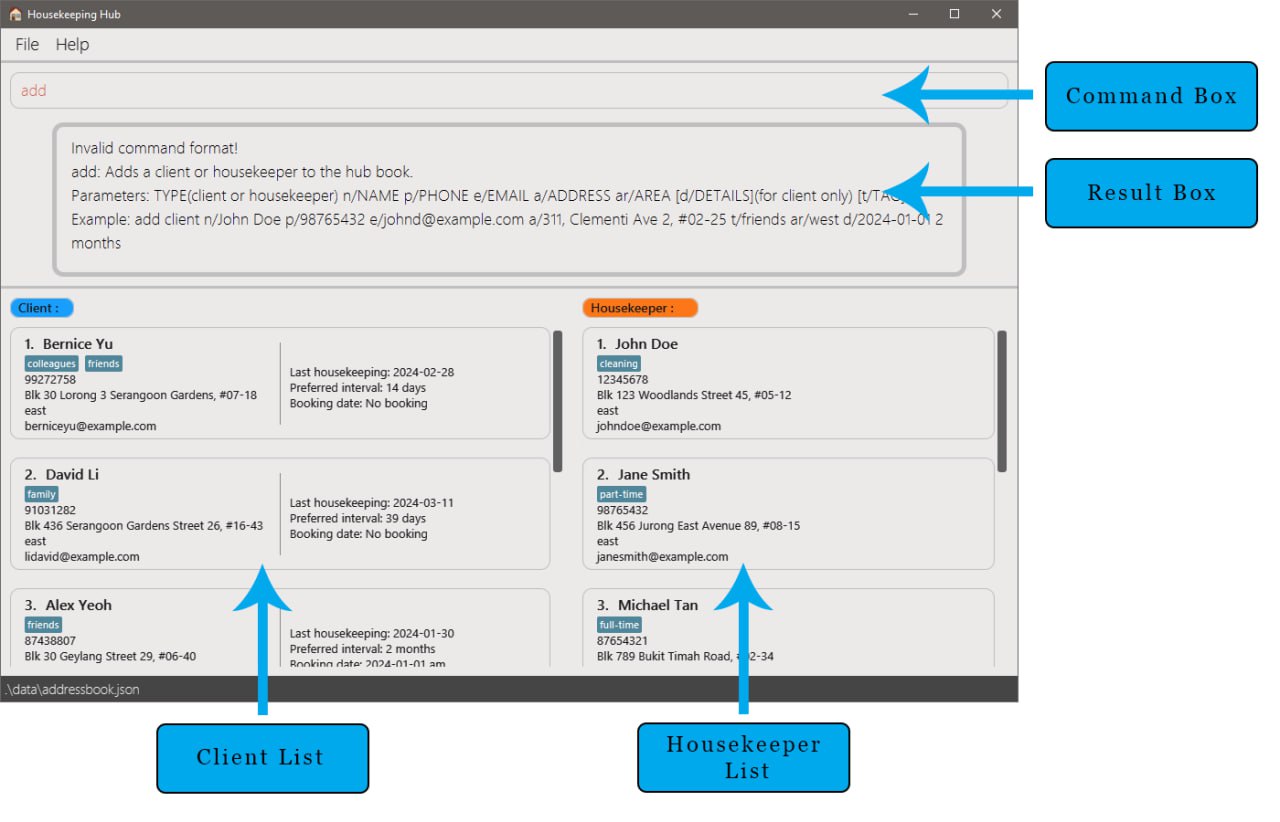 Housekeeping Hub
File Help
add
Command Box
Invalid command format!
add: Adds a client or housekeeper to the hub book.
Parameters: TYPE(client or housekeeper) n/NAME p/PHONE e/EMAIL a/ADDRESS ar/AREA [d/DETAILS](for client only) [t/TAG]
Example: add client n/John Doe p/98765432 e/johnd@example.com a/311, Clementi Ave 2, #02-25 t/friends ar/west d/2024-01-01 2
months
Result Box
Client :
1. Bernice Yu
colleagues friends
99272758
Blk 30 Lorong 3 Serangoon Gardens, #07-18
east
berniceyu@example.com
Last housekeeping: 2024-02-28
Preferred interval: 14 days
Booking date: No booking
2. David Li
family
91031282
Blk 436 Serangoon Gardens Street 26, #16-43
east
lidavid@example.com
Last housekeeping: 2024-03-11
Preferred interval: 39 days
Booking date: No booking
3. Alex Yeoh
friends
87438807
Blk 30 Geylang Street 29, #06-40
Last housekeeping: 2024-01-30
Preferred interval: 2 months
Booking date: 2024-01-01 am
Housekeeper :
1. John Doe
cleaning
12345678
Blk 123 Woodlands Street 45, #05-12
east
johndoe@example.com
2. Jane Smith
part-time
98765432
Blk 456 Jurong East Avenue 89, #08-15
east
janesmith@example.com
3. Michael Tan
full-time
87654321
Blk 789 Bukit Timah Road, #02-34
.\data\addressbook.json
Client List
Housekeeper
List